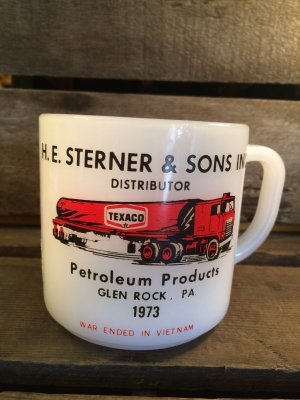 H. E. STERNER & SONS IN
DISTRIBUTOR
TEXACO
Petroleum Products
GLEN ROCK, PA
1973
WAR ENDED IN VIETNAM